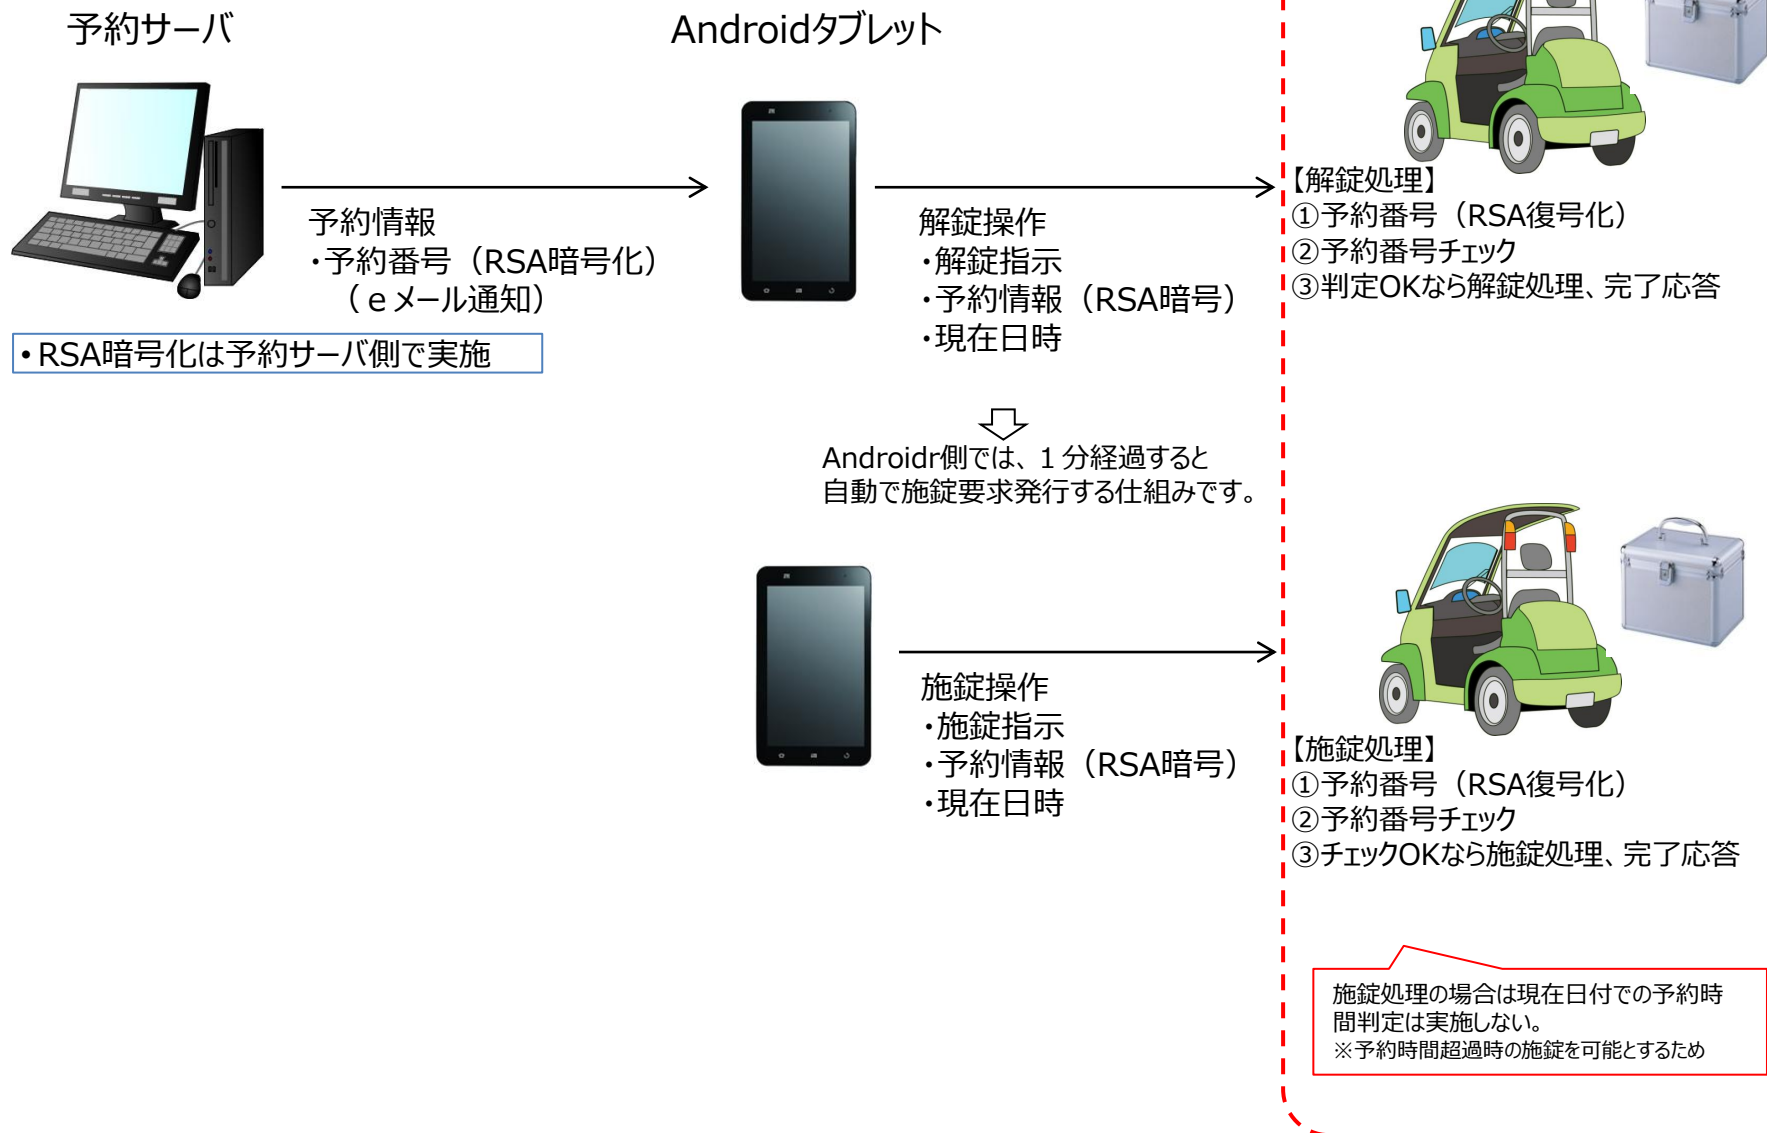 予約サーバ
Androidタブレット
予約情報
・予約番号（RSA暗号化）
（eメール通知）
•RSA暗号化は予約サーバ側で実施
解錠操作
・解錠指示
・予約情報（RSA暗号）
・現在日時
【解錠処理】
①予約番号（RSA復号化）
②予約番号チェック
③判定OKなら解錠処理、完了応答
Androidr側では、１分経過すると
自動で施錠要求発行する仕組みです。
施錠操作
・施錠指示
・予約情報（RSA暗号）
・現在日時
【施錠処理】
①予約番号（RSA復号化）
②予約番号チェック
③チェックOKなら施錠処理、完了応答
施錠処理の場合は現在日付での予約時
間判定は実施しない。
※予約時間超過時の施錠を可能とするため